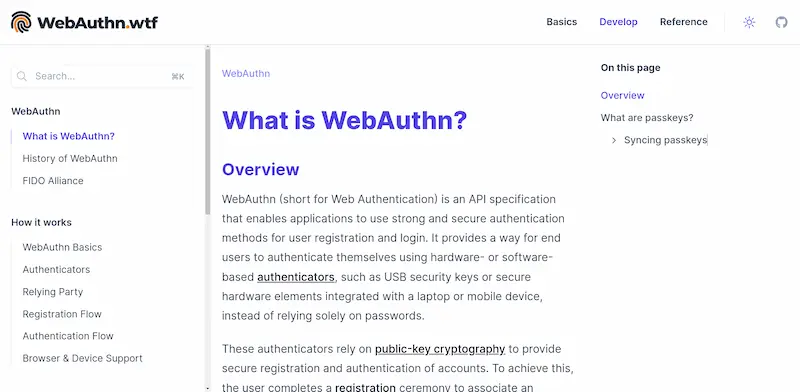 WebAuthn.wtf
Basics
Develop
Reference
Search...
⌘K
WebAuthn
What is WebAuthn?
History of WebAuthn
FIDO Alliance
How it works
WebAuthn Basics
Authenticators
Relying Party
Registration Flow
Authentication Flow
Browser & Device Support
WebAuthn
What is WebAuthn?
Overview
WebAuthn (short for Web Authentication) is an API specification
that enables applications to use strong and secure authentication
methods for user registration and login. It provides a way for end
users to authenticate themselves using hardware- or software-
based authenticators, such as USB security keys or secure
hardware elements integrated with a laptop or mobile device,
instead of relying solely on passwords.
These authenticators rely on public-key cryptography to provide
secure registration and authentication of accounts. To achieve this,
the user completes a registration ceremony to associate an
On this page
Overview
What are passkeys?
Syncing passkeys